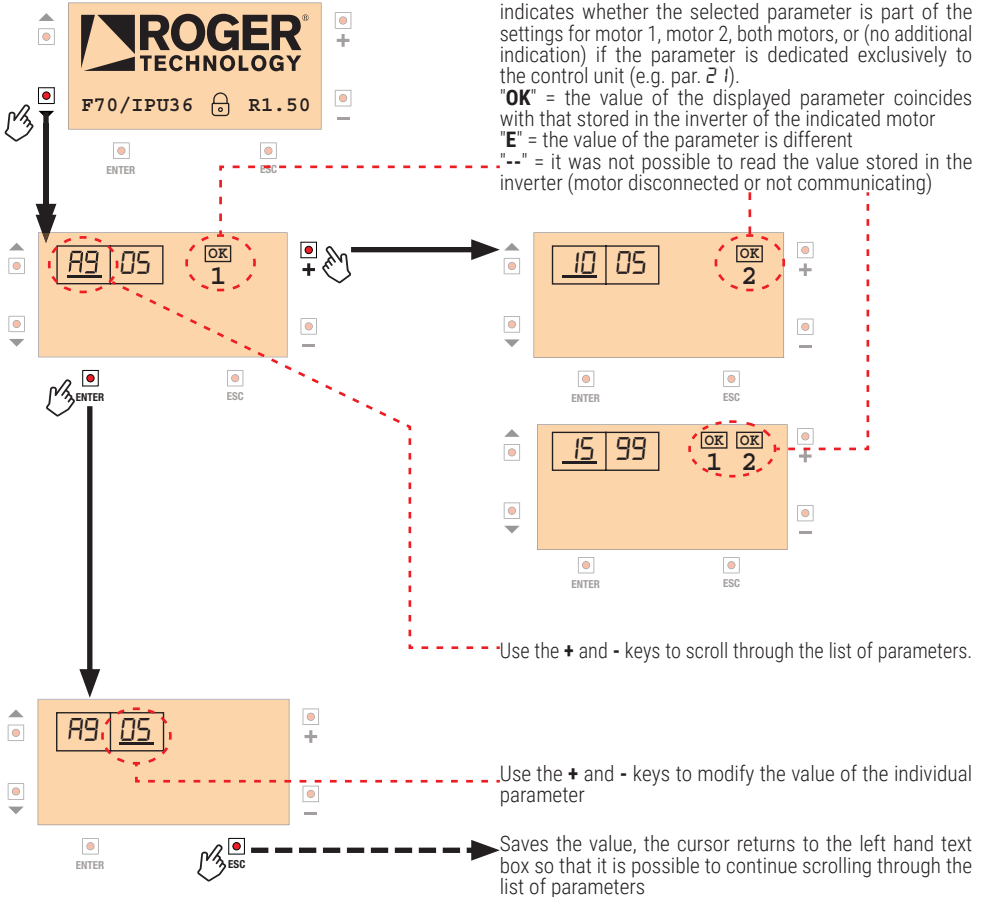 indicates whether the selected parameter is part of the
settings for motor 1, motor 2, both motors, or (no additional
indication) if the parameter is dedicated exclusively to
the control unit (e.g. par. 21).
"OK" = the value of the displayed parameter coincides
with that stored in the inverter of the indicated motor
"E" = the value of the parameter is different
"--" = it was not possible to read the value stored in the
inverter (motor disconnected or not communicating)
ROGER®
TECHNOLOGY
F70/IPU36 R1.50
+
-
ENTER
ESC
A9 05
OK
1
+
-
ENTER
ESC
10 05
OK
2
+
-
ENTER
ESC
15 99
OK OK
1 2
+
-
ENTER
ESC
Use the + and - keys to scroll through the list of parameters.
A9 05
+
-
ENTER
ESC
Use the + and - keys to modify the value of the individual
parameter
Saves the value, the cursor returns to the left hand text
box so that it is possible to continue scrolling through the
list of parameters